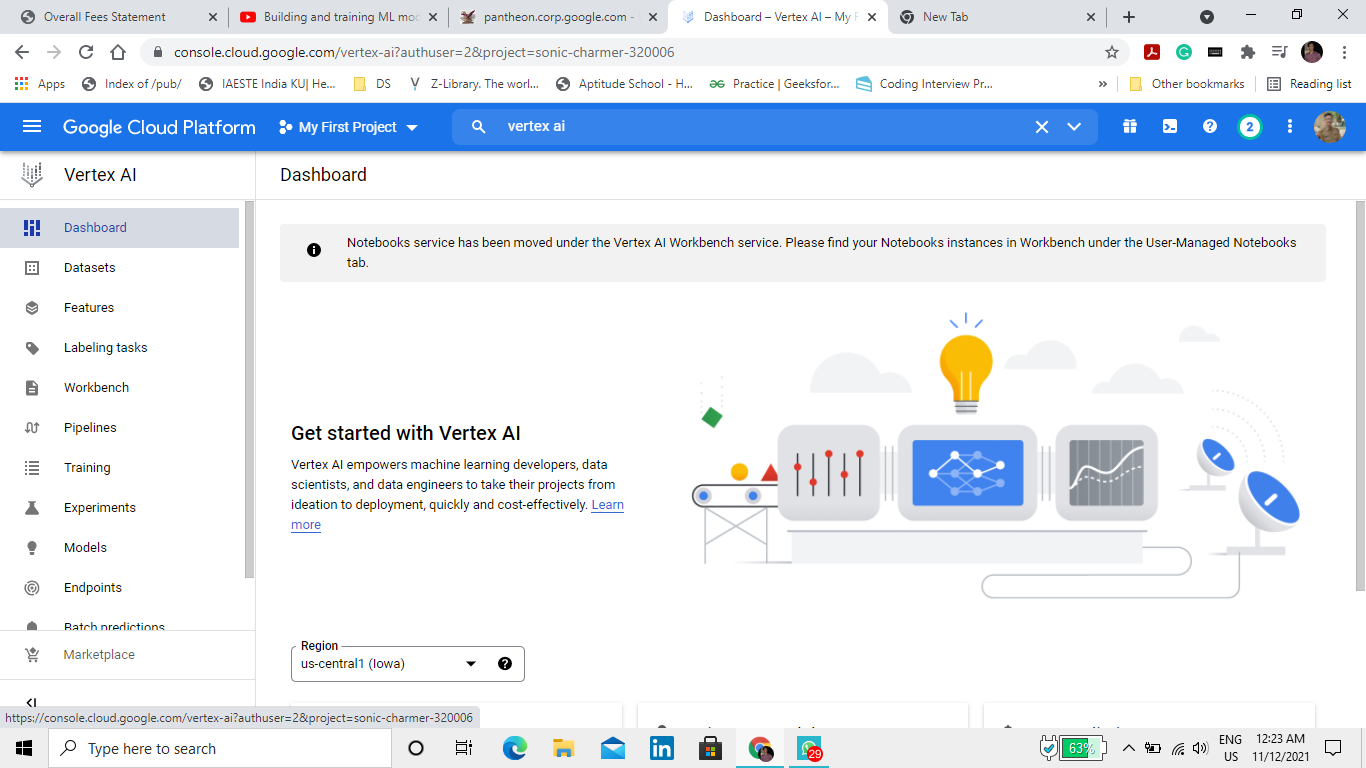 Overall Fees Statement
Building and training ML mod
pantheon.corp.google.com -
Dashboard – Vertex AI – My F
New Tab
console.cloud.google.com/vertex-ai?authuser=2&project=sonic-charmer-320006
Apps
Index of /pub/
IAESTE India KU| He...
DS
Z-Library. The worl...
Aptitude School - H...
Practice | Geeksfor...
Coding Interview Pr...
»
Other bookmarks
Reading list
Google Cloud Platform
My First Project
vertex ai
2
Vertex AI
Dashboard
Dashboard
Datasets
Features
Labeling tasks
Workbench
Pipelines
Training
Experiments
Models
Endpoints
Batch predictions
Marketplace
Notebooks service has been moved under the Vertex AI Workbench service. Please find your Notebooks instances in Workbench under the User-Managed Notebooks
tab.
Get started with Vertex AI
Vertex AI empowers machine learning developers, data
scientists, and data engineers to take their projects from
ideation to deployment, quickly and cost-effectively. Learn
more
Region
us-central1 (Iowa)
https://console.cloud.google.com/vertex-ai?authuser=2&project=sonic-charmer-320006
Type here to search
29
63%
ENG
US
12:23 AM
11/12/2021